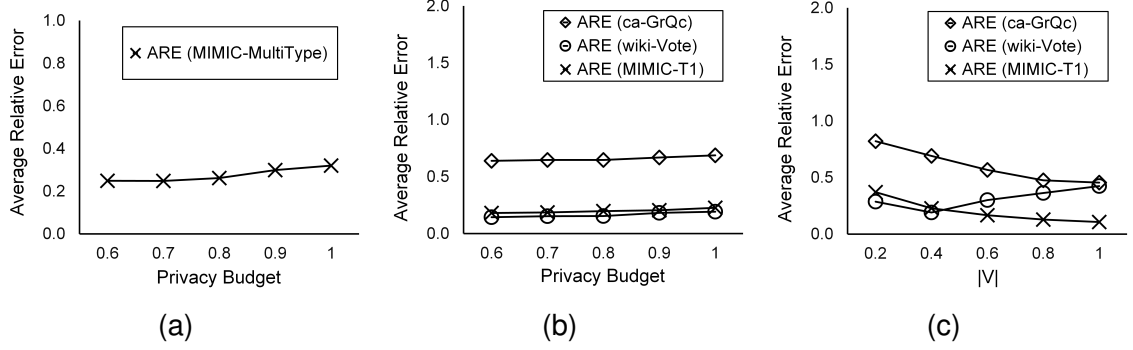 Average Relative Error
1.0
0.8
0.6
0.4
0.2
0.0
ARE (MIMIC-MultiType)
0.6 0.7 0.8 0.9 1
Privacy Budget
(a)
Average Relative Error
2.0
1.5
1.0
0.5
0.0
ARE (ca-GrQc)
ARE (wiki-Vote)
ARE (MIMIC-T1)
0.6 0.7 0.8 0.9 1
Privacy Budget
(b)
Average Relative Error
2.0
1.5
1.0
0.5
0.0
ARE (ca-GrQc)
ARE (wiki-Vote)
ARE (MIMIC-T1)
0.2 0.4 0.6 0.8 1
|V|
(c)